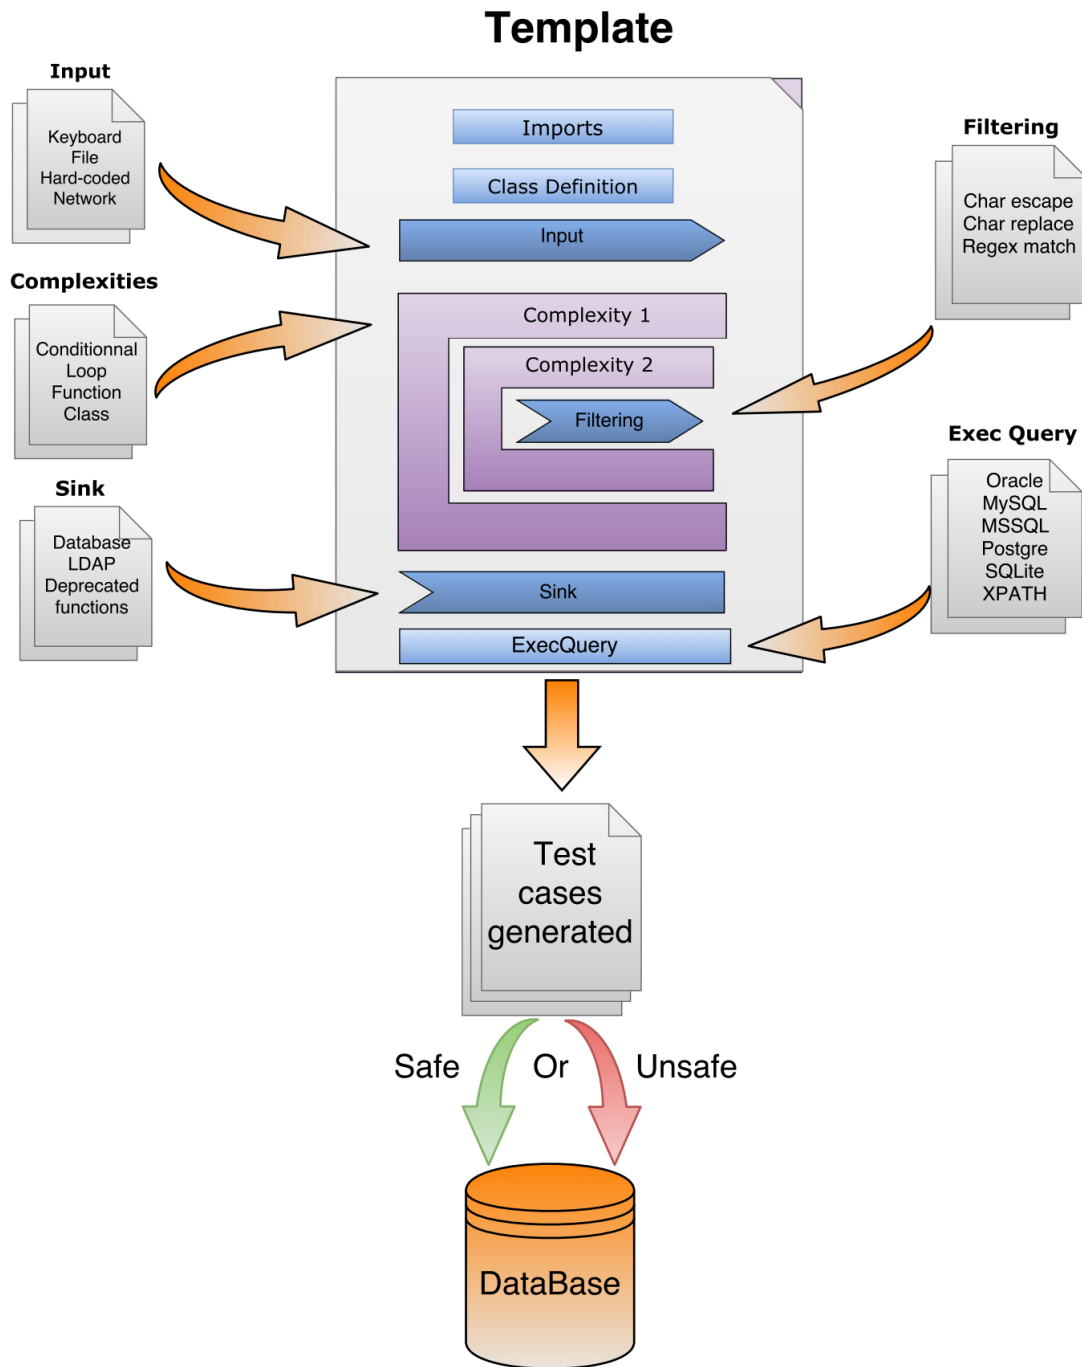 Template
Input
Keyboard
File
Hard-coded
Network
Complexities
Conditionnal
Loop
Function
Class
Sink
Database
LDAP
Deprecated
functions
Imports
Class Definition
Input
Complexity 1
Complexity 2
Filtering
Sink
ExecQuery
Filtering
Char escape
Char replace
Regex match
Exec Query
Oracle
MySQL
MSSQL
Postgre
SQLite
XPATH
Test
cases
generated
Safe Or Unsafe
DataBase